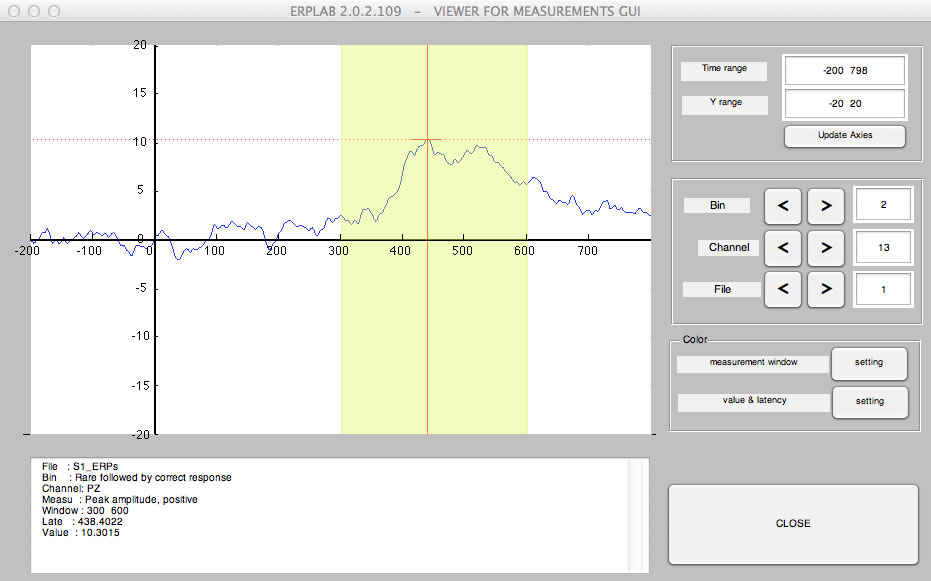 ERPLAB 2.0.2.109 - VIEWER FOR MEASUREMENTS GUI
20
15
10
5
0
-200 -100 0 100 200 300 400 500 600 700
-5
-10
-15
-20
Time range -200 798
Y range -20 20
Update Axies
Bin < > 2
Channel < > 13
File < > 1
Color
measurement window setting
value & latency setting
File : S1_ERPs
Bin : Rare followed by correct response
Channel: PZ
Measu : Peak amplitude, positive
Window : 300 600
Late : 438.4022
Value : 10.3015
CLOSE